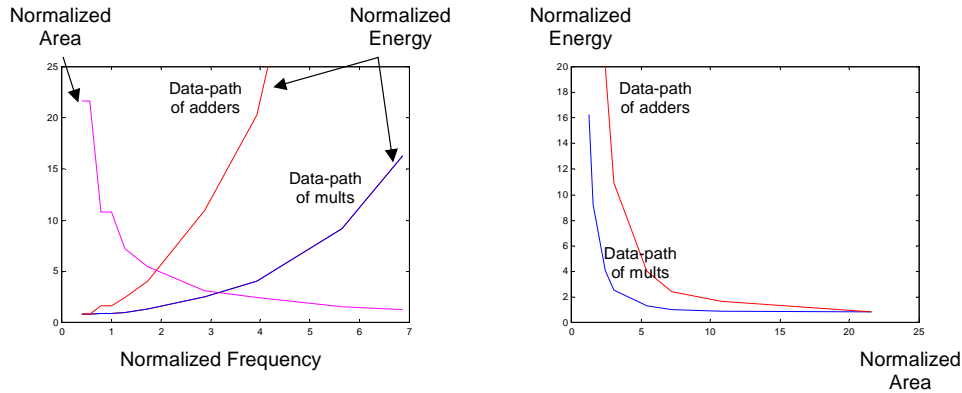 Normalized
Area
Normalized
Energy
Data-path
of adders
Data-path
of mults
25
20
15
10
5
0
0 1 2 3 4 5 6 7
Normalized Frequency
Normalized
Energy
Data-path
of adders
Data-path
of mults
20
18
16
14
12
10
8
6
4
2
0
0 5 10 15 20 25
Normalized
Area